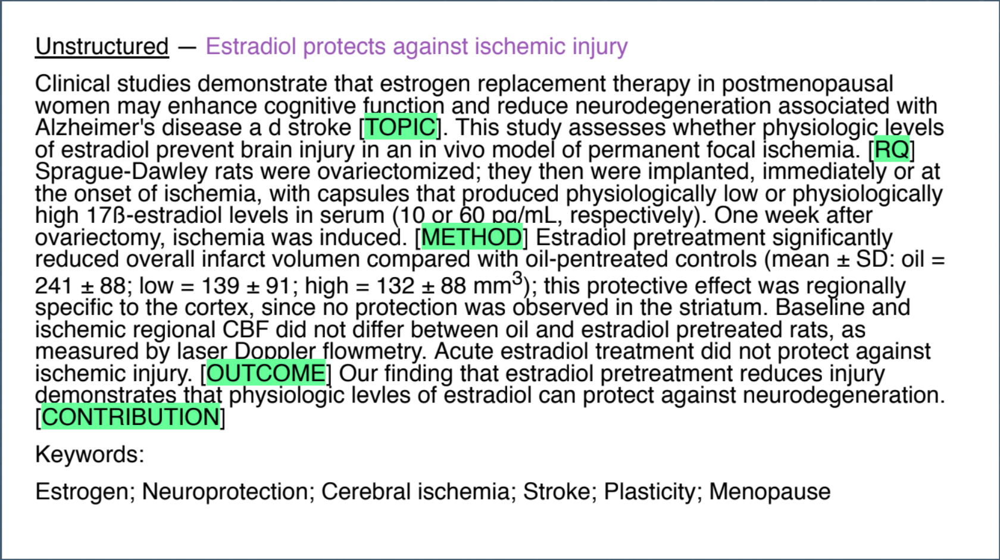 Unstructured — Estradiol protects against ischemic injury
Clinical studies demonstrate that estrogen replacement therapy in postmenopausal
women may enhance cognitive function and reduce neurodegeneration associated with
Alzheimer's disease a d stroke [TOPIC]. This study assesses whether physiologic levels
of estradiol prevent brain injury in an in vivo model of permanent focal ischemia. [RQ]
Sprague-Dawley rats were ovariectomized; they then were implanted, immediately or at
the onset of ischemia, with capsules that produced physiologically low or physiologically
high 17ß-estradiol levels in serum (10 or 60 pg/mL, respectively). One week after
ovariectomy, ischemia was induced. [METHOD] Estradiol pretreatment significantly
reduced overall infarct volumen compared with oil-pentreated controls (mean ± SD: oil =
241 ± 88; low = 139 ± 91; high = 132 ± 88 mm³); this protective effect was regionally
specific to the cortex, since no protection was observed in the striatum. Baseline and
ischemic regional CBF did not differ between oil and estradiol pretreated rats, as
measured by laser Doppler flowmetry. Acute estradiol treatment did not protect against
ischemic injury. [OUTCOME] Our finding that estradiol pretreatment reduces injury
demonstrates that physiologic levles of estradiol can protect against neurodegeneration.
[CONTRIBUTION]
Keywords:
Estrogen; Neuroprotection; Cerebral ischemia; Stroke; Plasticity; Menopause